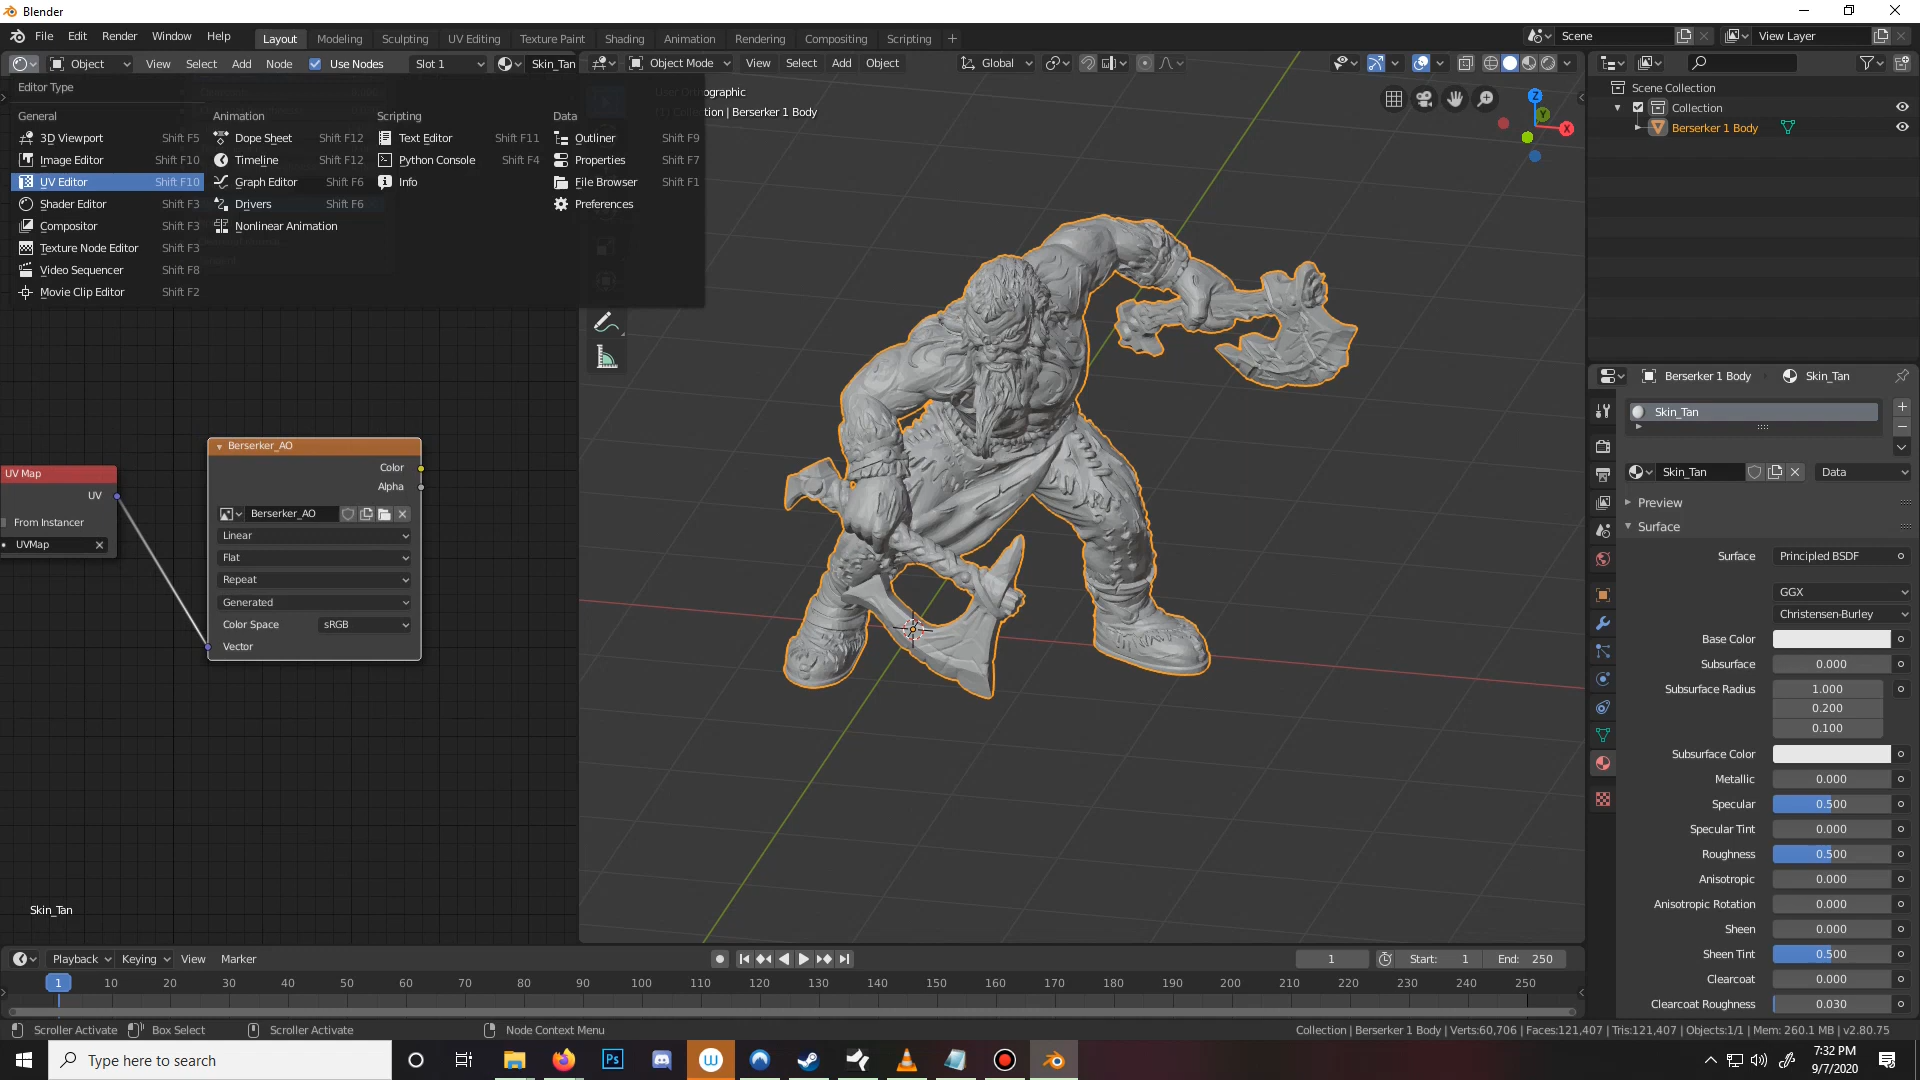 Blender
File Edit Render Window Help
Layout Modeling Sculpting UV Editing Texture Paint Shading Animation Rendering Compositing Scripting +
Scene
View Layer
Object View Select Add Node Use Nodes Slot 1 Skin_Tan
Object Mode View Select Add Object Global
Editor Type
General
3D Viewport Shift F5
Image Editor Shift F10
UV Editor Shift F10
Shader Editor Shift F3
Compositor Shift F3
Texture Node Editor Shift F3
Video Sequencer Shift F8
Movie Clip Editor Shift F2
Animation
Dope Sheet Shift F12
Timeline Shift F12
Graph Editor Shift F6
Drivers Shift F6
Nonlinear Animation
Scripting
Text Editor Shift F11
Python Console Shift F4
Info
Data
Outliner Shift F9
Properties Shift F7
File Browser Shift F1
Preferences
Orthographic
Berserker 1 Body
Z
Y
X
Scene Collection
Collection
Berserker 1 Body
UV Map
UV
From Instancer
UVMap
Berserker_AO
Color
Alpha
Berserker_AO
Linear
Flat
Repeat
Generated
Color Space sRGB
Vector
Skin_Tan
Berserker 1 Body Skin_Tan
Skin_Tan
Skin_Tan Data
Preview
Surface
Surface Principled BSDF
GGX
Christensen-Burley
Base Color
Subsurface 0.000
Subsurface Radius 1.000
0.200
0.100
Subsurface Color
Metallic 0.000
Specular 0.500
Specular Tint 0.000
Roughness 0.500
Anisotropic 0.000
Anisotropic Rotation 0.000
Sheen 0.000
Sheen Tint 0.500
Clearcoat 0.000
Clearcoat Roughness 0.030
Playback Keying View Marker
1 Start: 1 End: 250
1 10 20 30 40 50 60 70 80 90 100 110 120 130 140 150 160 170 180 190 200 210 220 230 240 250
Scroller Activate Box Select Scroller Activate Node Context Menu
Collection | Berserker 1 Body | Verts:60,706 | Faces:121,407 | Tris:121,407 | Objects:1/1 | Mem: 260.1 MB | v2.80.75
Type here to search
Ps
W
7:32 PM
9/7/2020